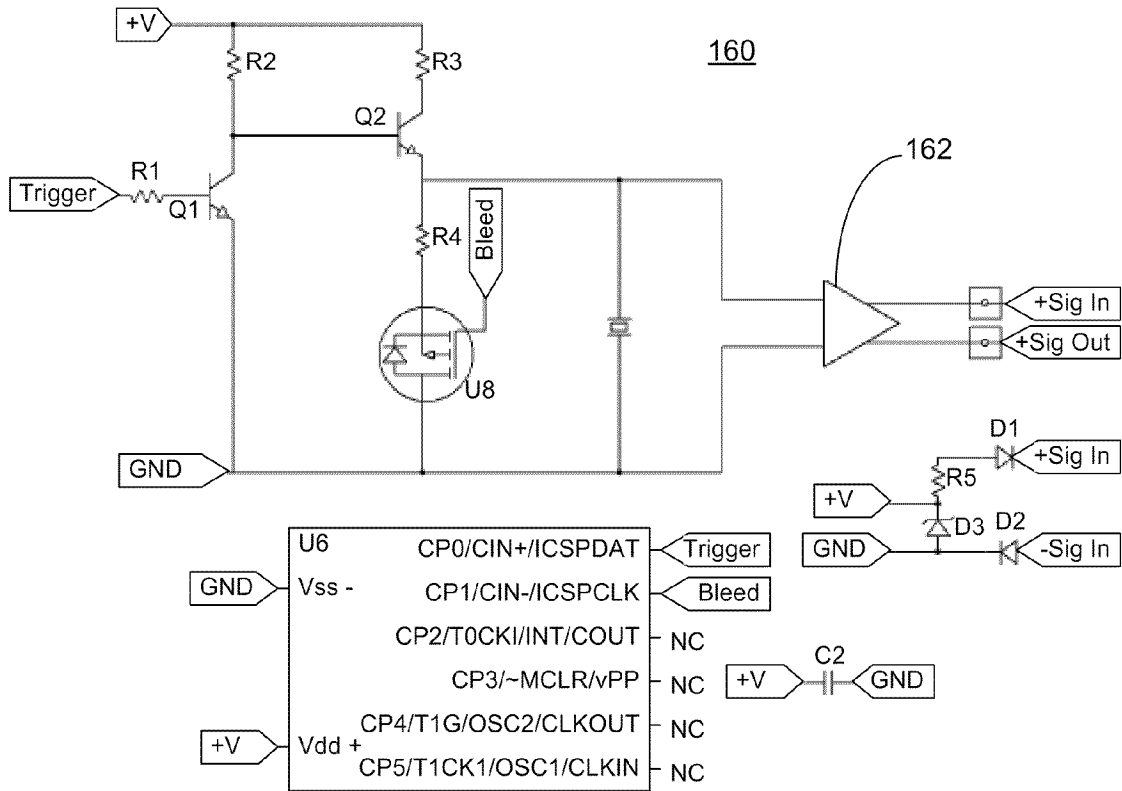 +V
R2
R3
160
Q2
162
R1
Trigger
Q1
R4
Bleed
+Sig In
+Sig Out
U8
GND
D1
+Sig In
R5
+V
D3
D2
GND
-Sig In
U6
CP0/CIN+/ICSPDAT
Trigger
GND
Vss -
CP1/CIN-/ICSPCLK
Bleed
CP2/T0CKI/INT/COUT
NC
C2
CP3/~MCLR/vPP
NC
+V
GND
CP4/T1G/OSC2/CLKOUT
NC
+V
Vdd +
CP5/T1CK1/OSC1/CLKIN
NC